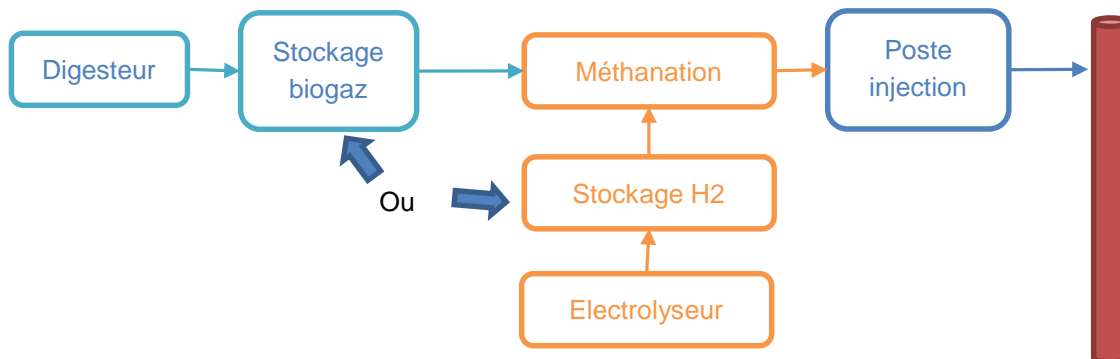 Digesteur
Stockage
biogaz
Méthanation
Poste
injection
Ou
Stockage H2
Electrolyseur